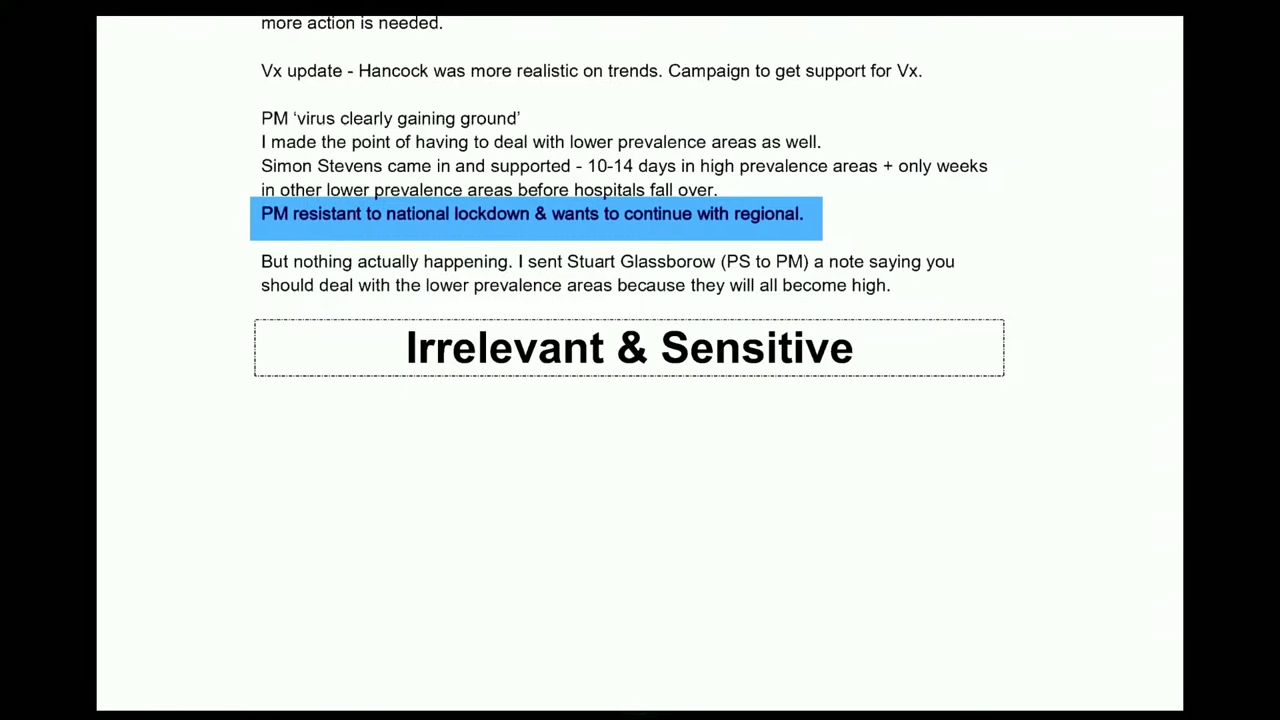 more action is needed.
Vx update - Hancock was more realistic on trends. Campaign to get support for Vx.
PM ‘virus clearly gaining ground’
I made the point of having to deal with lower prevalence areas as well.
Simon Stevens came in and supported - 10-14 days in high prevalence areas + only weeks
in other lower prevalence areas before hospitals fall over.
PM resistant to national lockdown & wants to continue with regional.
But nothing actually happening. I sent Stuart Glassborow (PS to PM) a note saying you
should deal with the lower prevalence areas because they will all become high.
Irrelevant & Sensitive